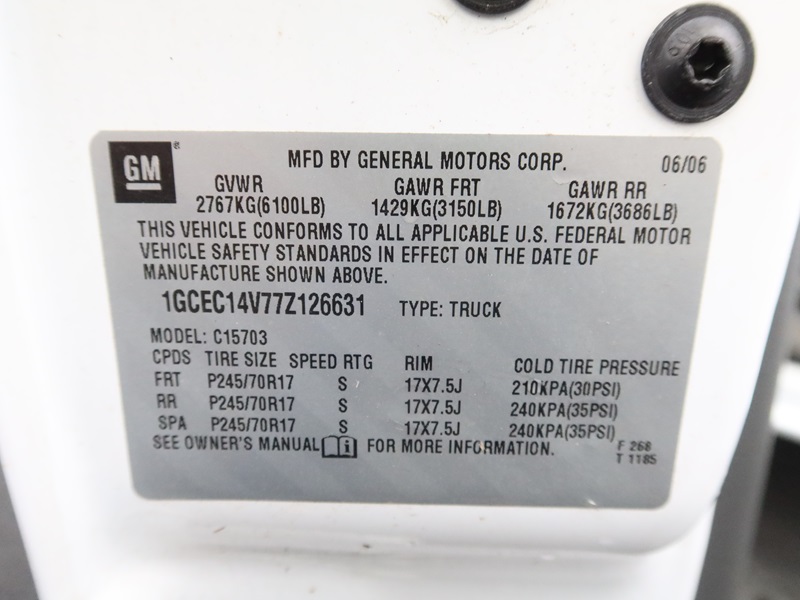 GM® MFD BY GENERAL MOTORS CORP. 06/06
GVWR GAWR FRT GAWR RR
2767KG(6100LB) 1429KG(3150LB) 1672KG(3686LB)
THIS VEHICLE CONFORMS TO ALL APPLICABLE U.S. FEDERAL MOTOR
VEHICLE SAFETY STANDARDS IN EFFECT ON THE DATE OF
MANUFACTURE SHOWN ABOVE.
1GCEC14V77Z126631 TYPE: TRUCK
MODEL: C15703
CPDS TIRE SIZE SPEED RTG RIM COLD TIRE PRESSURE
FRT P245/70R17 S 17X7.5J 210KPA(30PSI)
RR P245/70R17 S 17X7.5J 240KPA(35PSI)
SPA P245/70R17 S 17X7.5J 240KPA(35PSI)
SEE OWNER'S MANUAL FOR MORE INFORMATION. F 268
T 1185